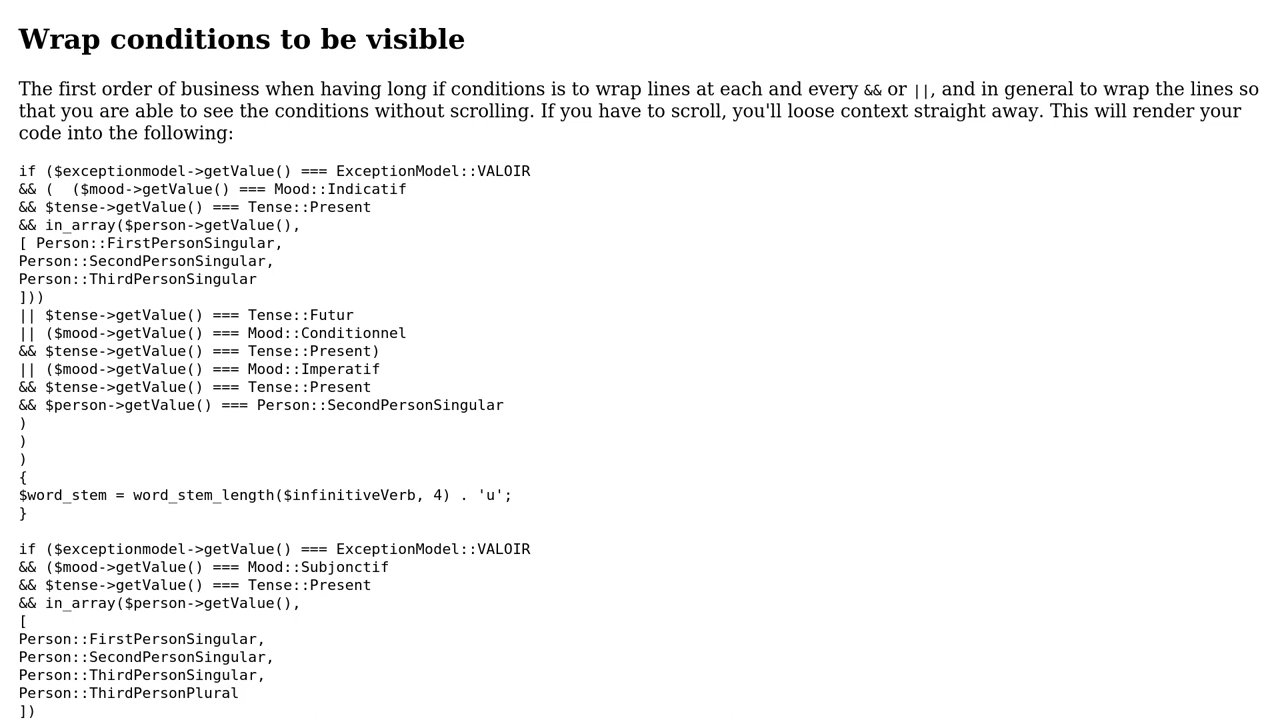 Wrap conditions to be visible
The first order of business when having long if conditions is to wrap lines at each and every && or ||, and in general to wrap the lines so
that you are able to see the conditions without scrolling. If you have to scroll, you'll loose context straight away. This will render your
code into the following:
if ($exceptionmodel->getValue() === ExceptionModel::VALOIR
&& (  ($mood->getValue() === Mood::Indicatif
&& $tense->getValue() === Tense::Present
&& in_array($person->getValue(),
[ Person::FirstPersonSingular,
Person::SecondPersonSingular,
Person::ThirdPersonSingular
]))
|| $tense->getValue() === Tense::Futur
|| ($mood->getValue() === Mood::Conditionnel
&& $tense->getValue() === Tense::Present)
|| ($mood->getValue() === Mood::Imperatif
&& $tense->getValue() === Tense::Present
&& $person->getValue() === Person::SecondPersonSingular
)
)
)
{
$word_stem = word_stem_length($infinitiveVerb, 4) . 'u';
}
if ($exceptionmodel->getValue() === ExceptionModel::VALOIR
&& ($mood->getValue() === Mood::Subjonctif
&& $tense->getValue() === Tense::Present
&& in_array($person->getValue(),
[
Person::FirstPersonSingular,
Person::SecondPersonSingular,
Person::ThirdPersonSingular,
Person::ThirdPersonPlural
])